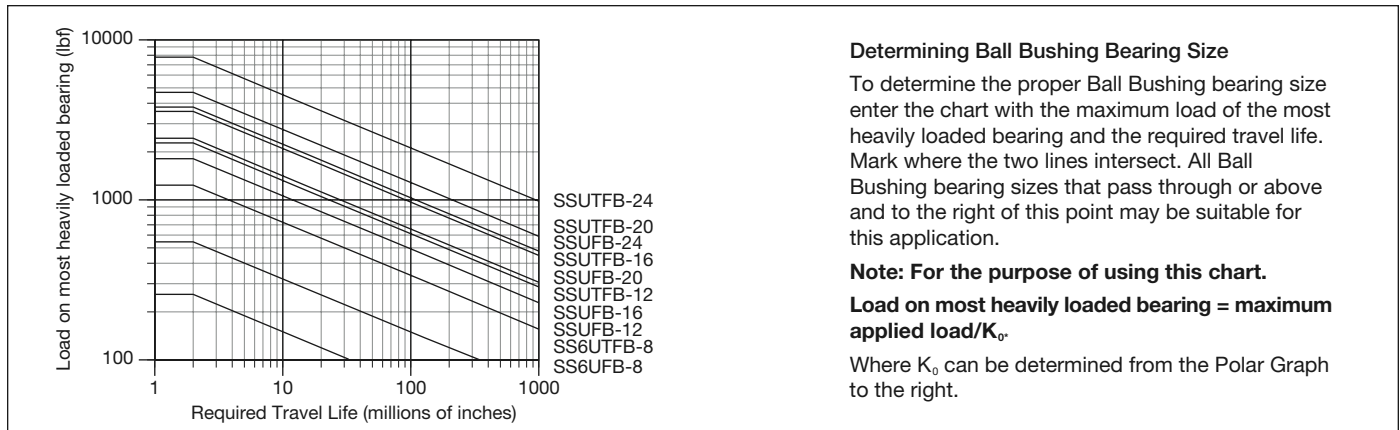 Load on most heavily loaded bearing (lbf)
10000
1000
100
1
10
100
1000
Required Travel Life (millions of inches)
SSUTFB-24
SSUTFB-20
SSUFB-24
SSUTFB-16
SSUFB-20
SSUTFB-12
SSUFB-16
SSUFB-12
SS6UTFB-8
SS6UFB-8
Determining Ball Bushing Bearing Size
To determine the proper Ball Bushing bearing size
enter the chart with the maximum load of the most
heavily loaded bearing and the required travel life.
Mark where the two lines intersect. All Ball
Bushing bearing sizes that pass through or above
and to the right of this point may be suitable for
this application.
Note: For the purpose of using this chart.
Load on most heavily loaded bearing = maximum
applied load/K₀.
Where K₀ can be determined from the Polar Graph
to the right.